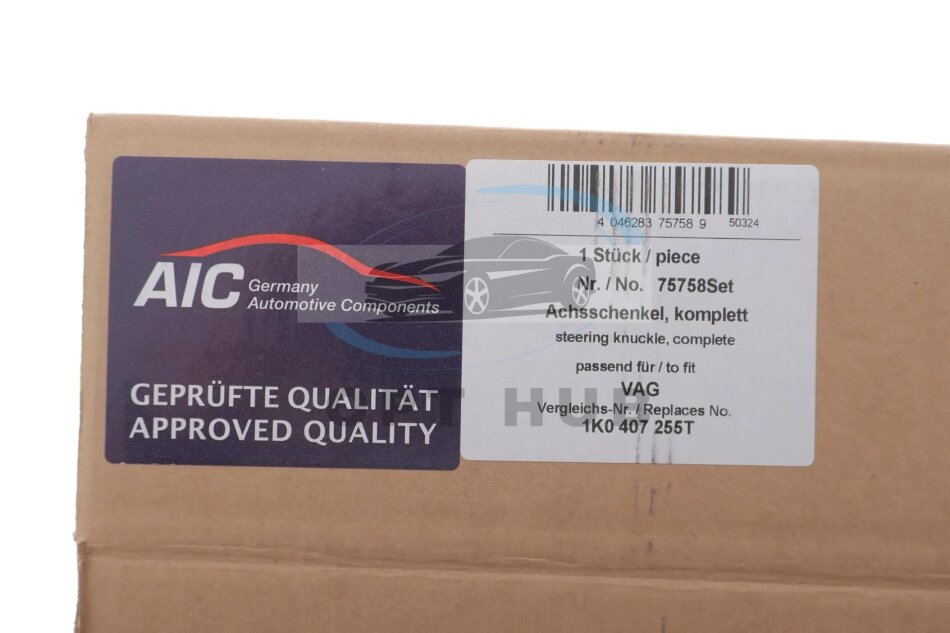 AIC Germany
Automotive Components
GEPRÜFTE QUALITÄT
APPROVED QUALITY
4 046283 75758 9 50324
1 Stück / piece
Nr. / No. 75758Set
Achsschenkel, komplett
steering knuckle, complete
passend für / to fit
VAG
Vergleichs-Nr. / Replaces No.
1K0 407 255T
HUB